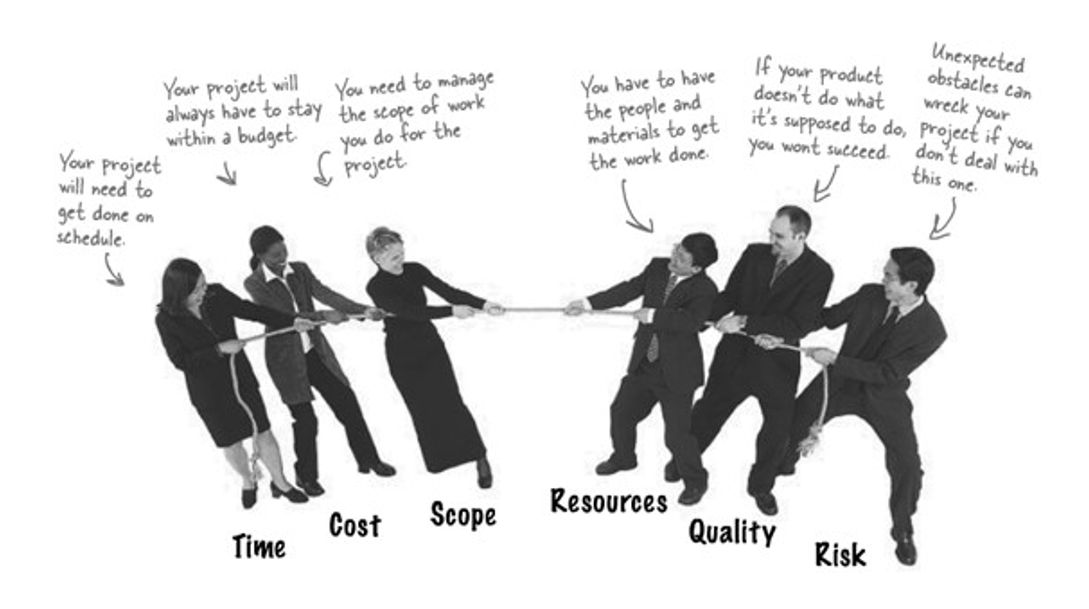 Your project will
always have to stay
within a budget.
You need to manage
the scope of work
you do for the
project.
Your project
will need to
get done on
schedule.
You have to have
the people and
materials to get
the work done.
If your product
doesn't do what
it's supposed to do,
you wont succeed.
Unexpected
obstacles can
wreck your
project if you
don't deal with
this one.
Time
Cost
Scope
Resources
Quality
Risk